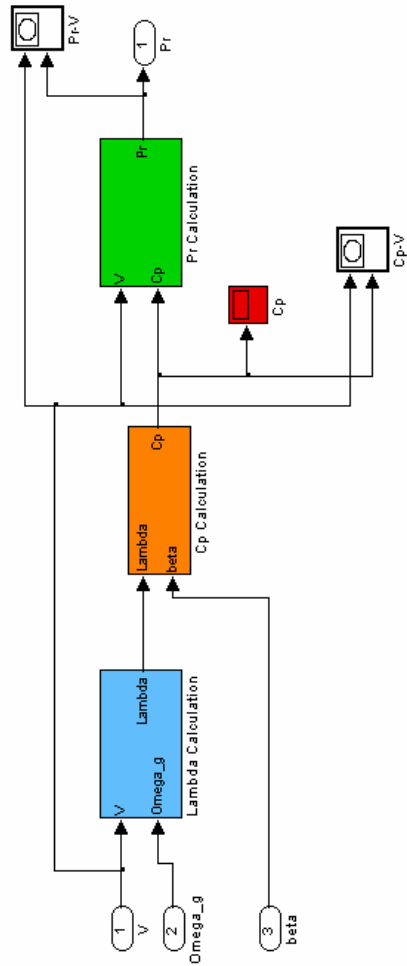 1
V
2
Omega_g
3
beta
V
Omega_g
Lambda
Lambda Calculation
Lambda
beta
Cp
Cp Calculation
V
Cp
Pr
Pr Calculation
Cp
Cp-V
Pr-V
1
Pr